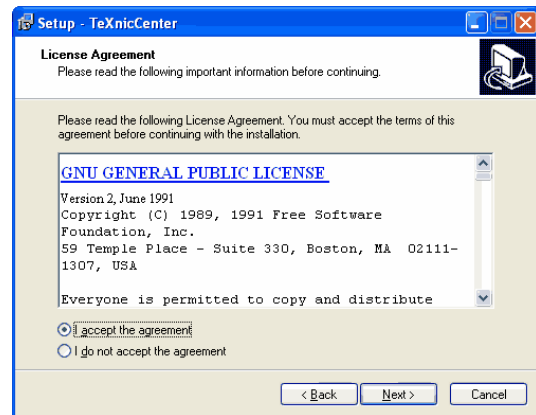 Setup - TeXnicCenter
License Agreement
Please read the following important information before continuing.
Please read the following License Agreement. You must accept the terms of this
agreement before continuing with the installation.
GNU GENERAL PUBLIC LICENSE
Version 2, June 1991
Copyright (C) 1989, 1991 Free Software
Foundation, Inc.
59 Temple Place - Suite 330, Boston, MA 02111-
1307, USA
Everyone is permitted to copy and distribute
I accept the agreement
I do not accept the agreement
< Back
Next >
Cancel